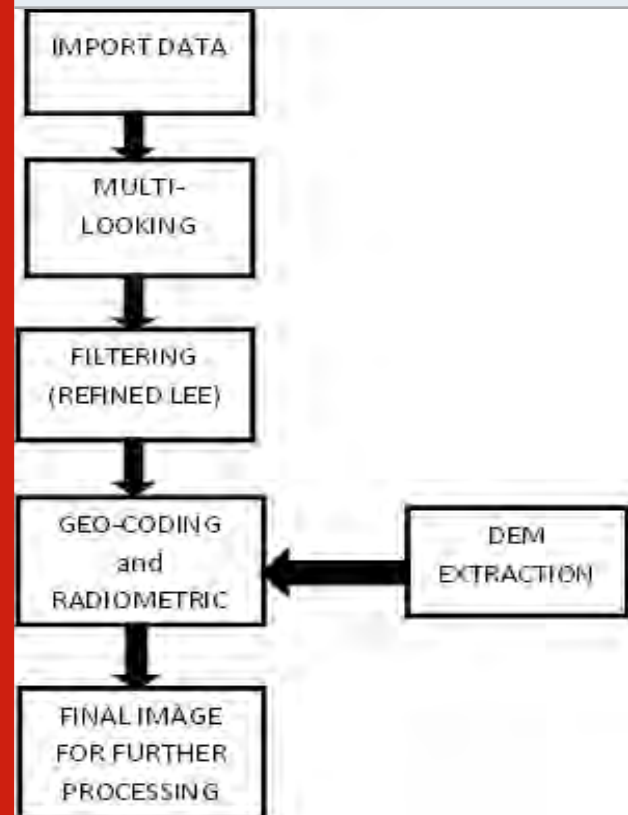 IMPORT DATA
MULTI-
LOOKING
FILTERING
(REFINED LEE)
GEO-CODING
and
RADIOMETRIC
DEM
EXTRACTION
FINAL IMAGE
FOR FURTHER
PROCESSING